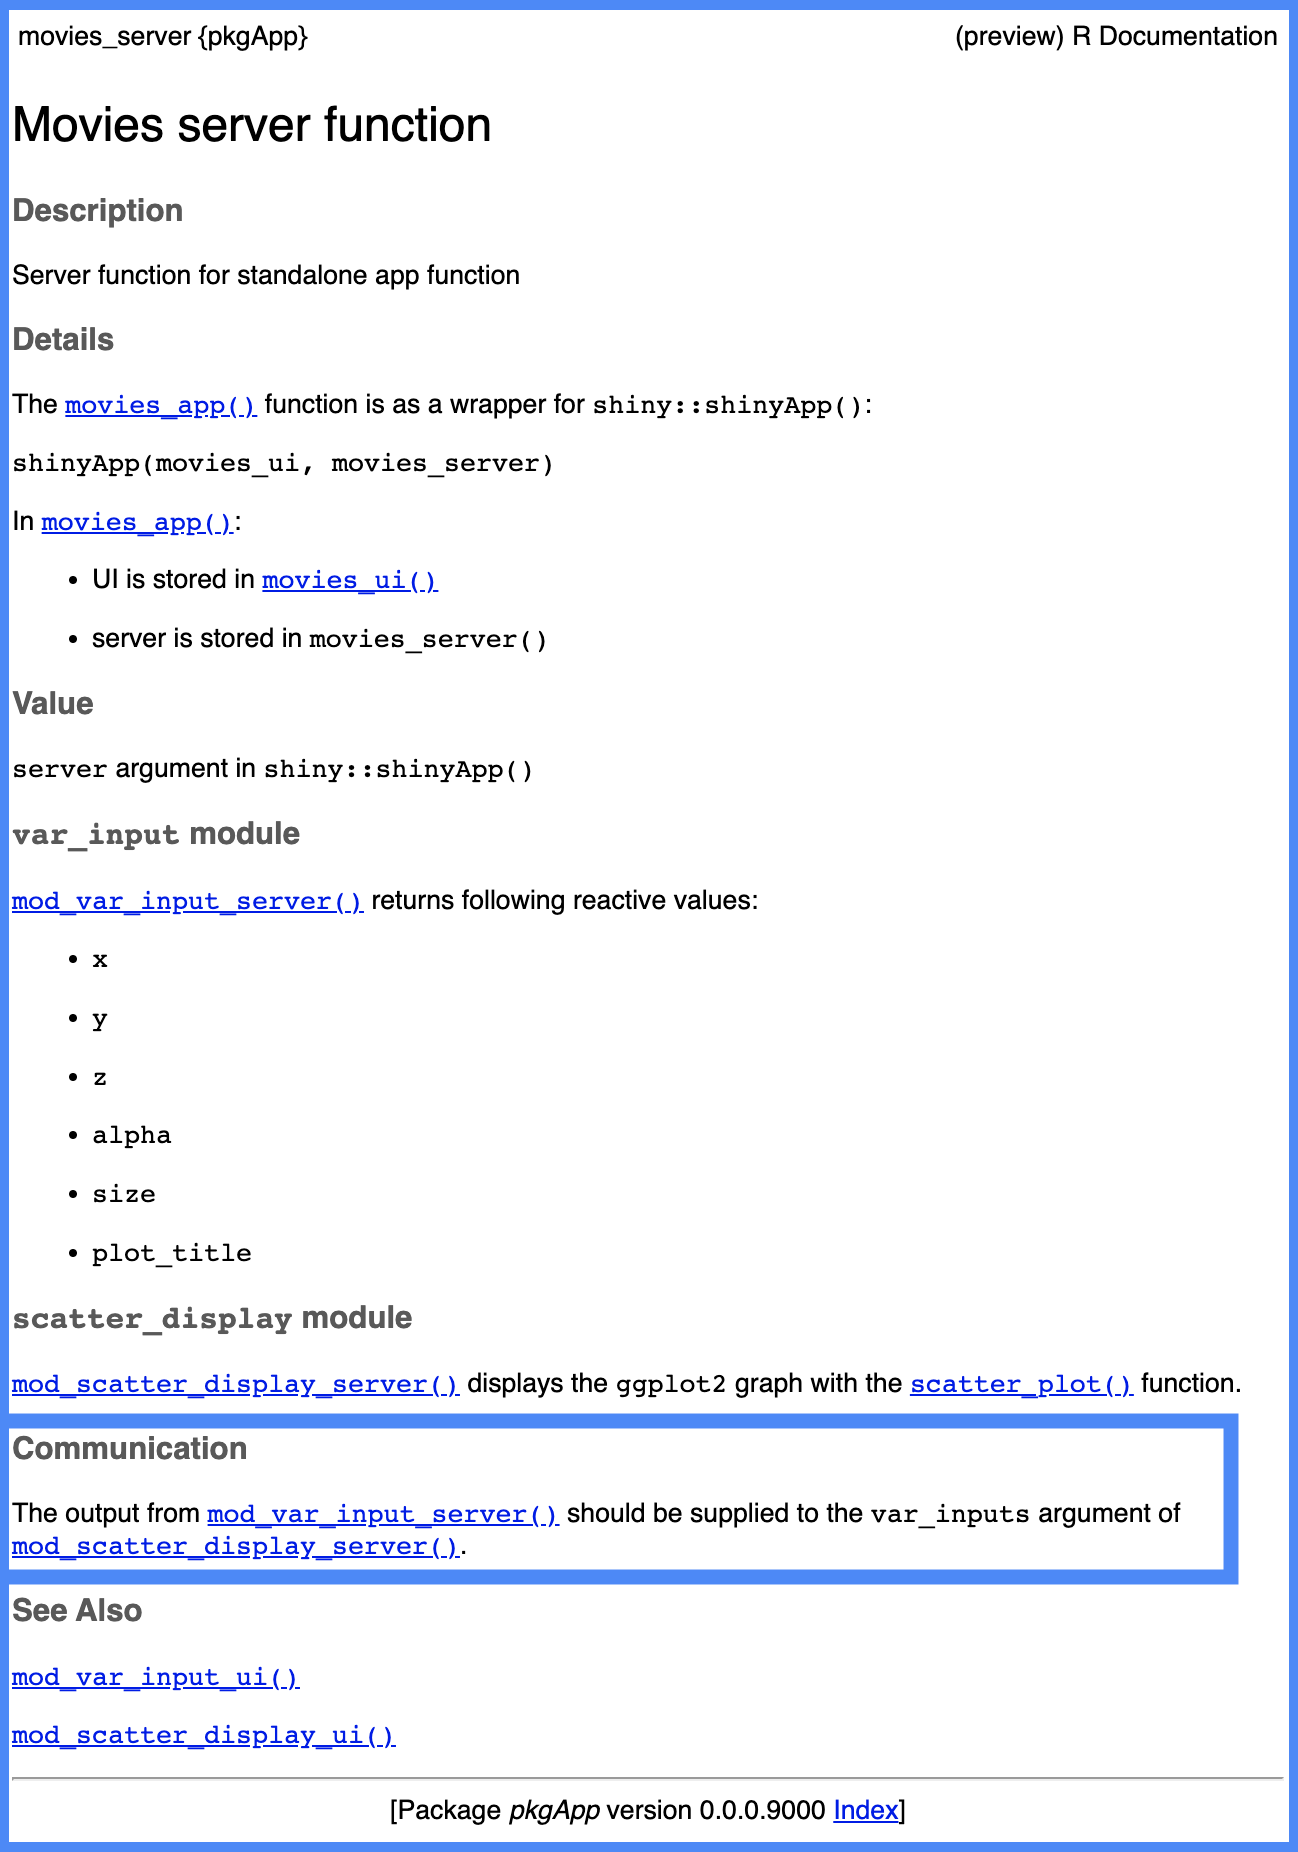 movies_server {pkgApp} (preview) R Documentation
Movies server function
Description
Server function for standalone app function
Details
The movies_app() function is as a wrapper for shiny::shinyApp():
shinyApp(movies_ui, movies_server)
In movies_app():
• UI is stored in movies_ui()
• server is stored in movies_server()
Value
server argument in shiny::shinyApp()
var_input module
mod_var_input_server() returns following reactive values:
• x
• y
• z
• alpha
• size
• plot_title
scatter_display module
mod_scatter_display_server() displays the ggplot2 graph with the scatter_plot() function.
Communication
The output from mod_var_input_server() should be supplied to the var_inputs argument of
mod_scatter_display_server().
See Also
mod_var_input_ui()
mod_scatter_display_ui()
[Package pkgApp version 0.0.0.9000 Index]